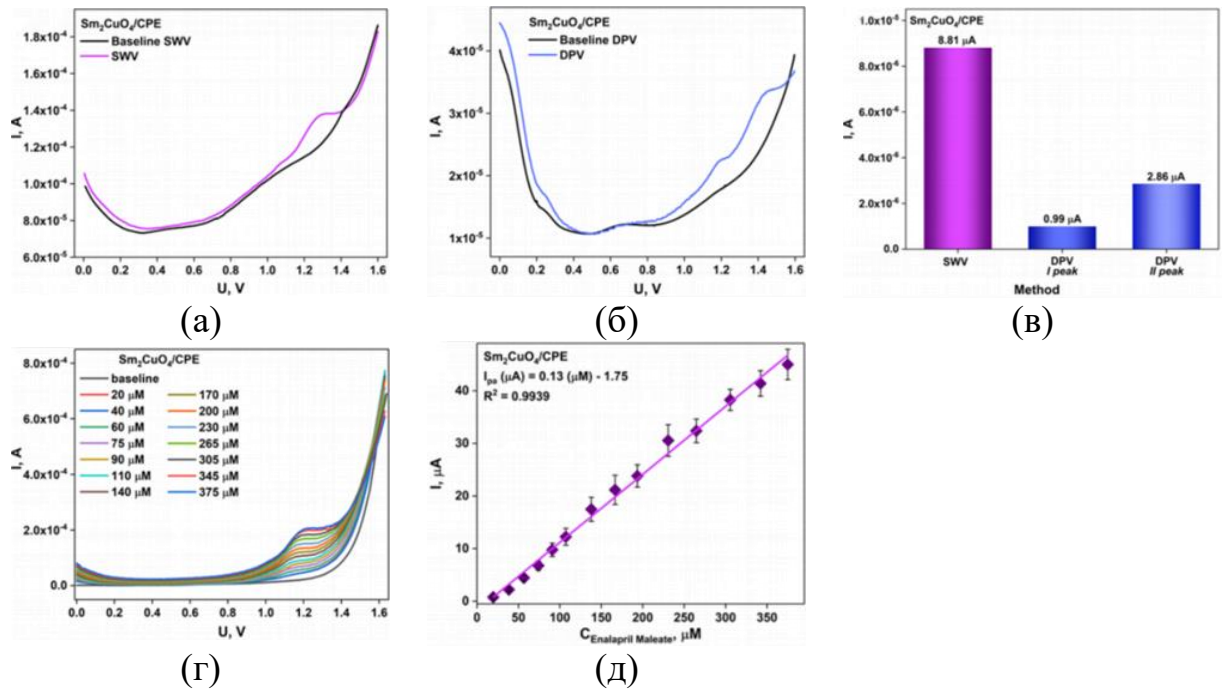 Sm₂CuO₄/CPE
Baseline SWV
SWV
1.8x10⁻⁴
1.6x10⁻⁴
1.4x10⁻⁴
1.2x10⁻⁴
1.0x10⁻⁴
8.0x10⁻⁵
6.0x10⁻⁵
I, A
0.0 0.2 0.4 0.6 0.8 1.0 1.2 1.4 1.6
U, V
(а)
Sm₂CuO₄/CPE
Baseline DPV
DPV
4x10⁻⁵
3x10⁻⁵
2x10⁻⁵
1x10⁻⁵
I, A
0.0 0.2 0.4 0.6 0.8 1.0 1.2 1.4 1.6
U, V
(б)
1.0x10⁻⁵
Sm₂CuO₄/CPE
8.81 µA
8.0x10⁻⁶
6.0x10⁻⁶
4.0x10⁻⁶
2.86 µA
2.0x10⁻⁶
0.99 µA
0.0
I, A
SWV DPV DPV
I peak II peak
Method
(в)
8.0x10⁻⁴
6.0x10⁻⁴
4.0x10⁻⁴
2.0x10⁻⁴
0.0
I, A
Sm₂CuO₄/CPE
baseline
20 µM 170 µM
40 µM 200 µM
60 µM 230 µM
75 µM 265 µM
90 µM 305 µM
110 µM 345 µM
140 µM 375 µM
0.0 0.2 0.4 0.6 0.8 1.0 1.2 1.4 1.6
U, V
(г)
Sm₂CuO₄/CPE
Iₚₐ (µA) = 0.13 (µM) - 1.75
R² = 0.9939
40
30
20
10
0
I, µA
0 50 100 150 200 250 300 350
C Enalapril Maleate, µM
(д)